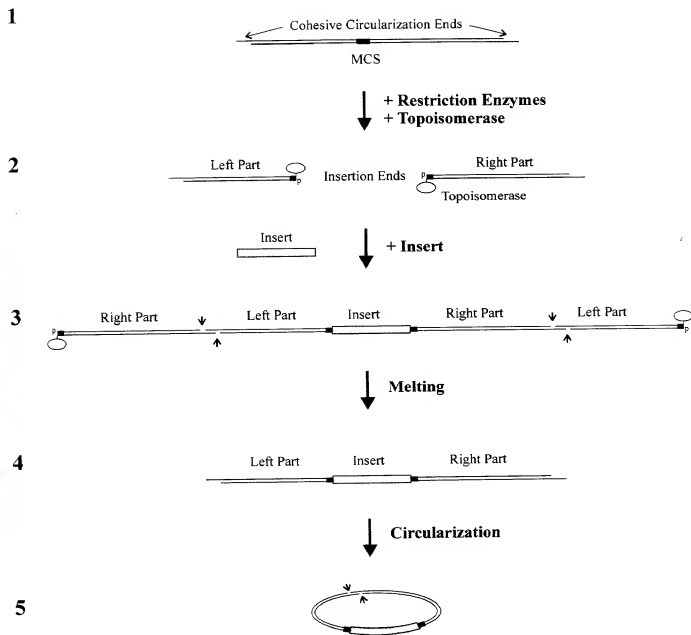 1
Cohesive Circularization Ends
MCS
+ Restriction Enzymes
+ Topoisomerase
2
Left Part
p
Insertion Ends
p
Right Part
Topoisomerase
Insert
+ Insert
3
p
Right Part
Left Part
Insert
Right Part
Left Part
p
Melting
4
Left Part
Insert
Right Part
Circularization
5